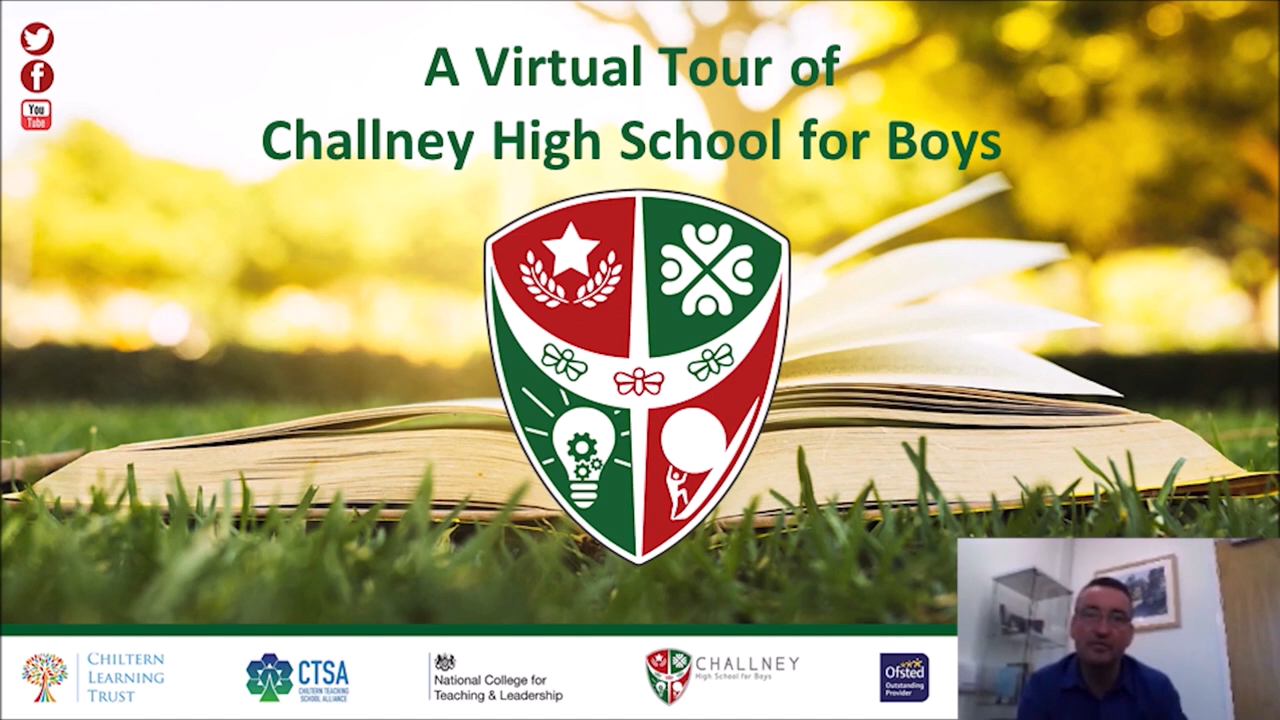 A Virtual Tour of
Challney High School for Boys
You
Tube
CHILTERN
LEARNING
TRUST
CTSA
CHILTERN TEACHING
SCHOOL ALLIANCE
National College for
Teaching & Leadership
CHALLNEY
High School for Boys
Ofsted
Outstanding
Provider